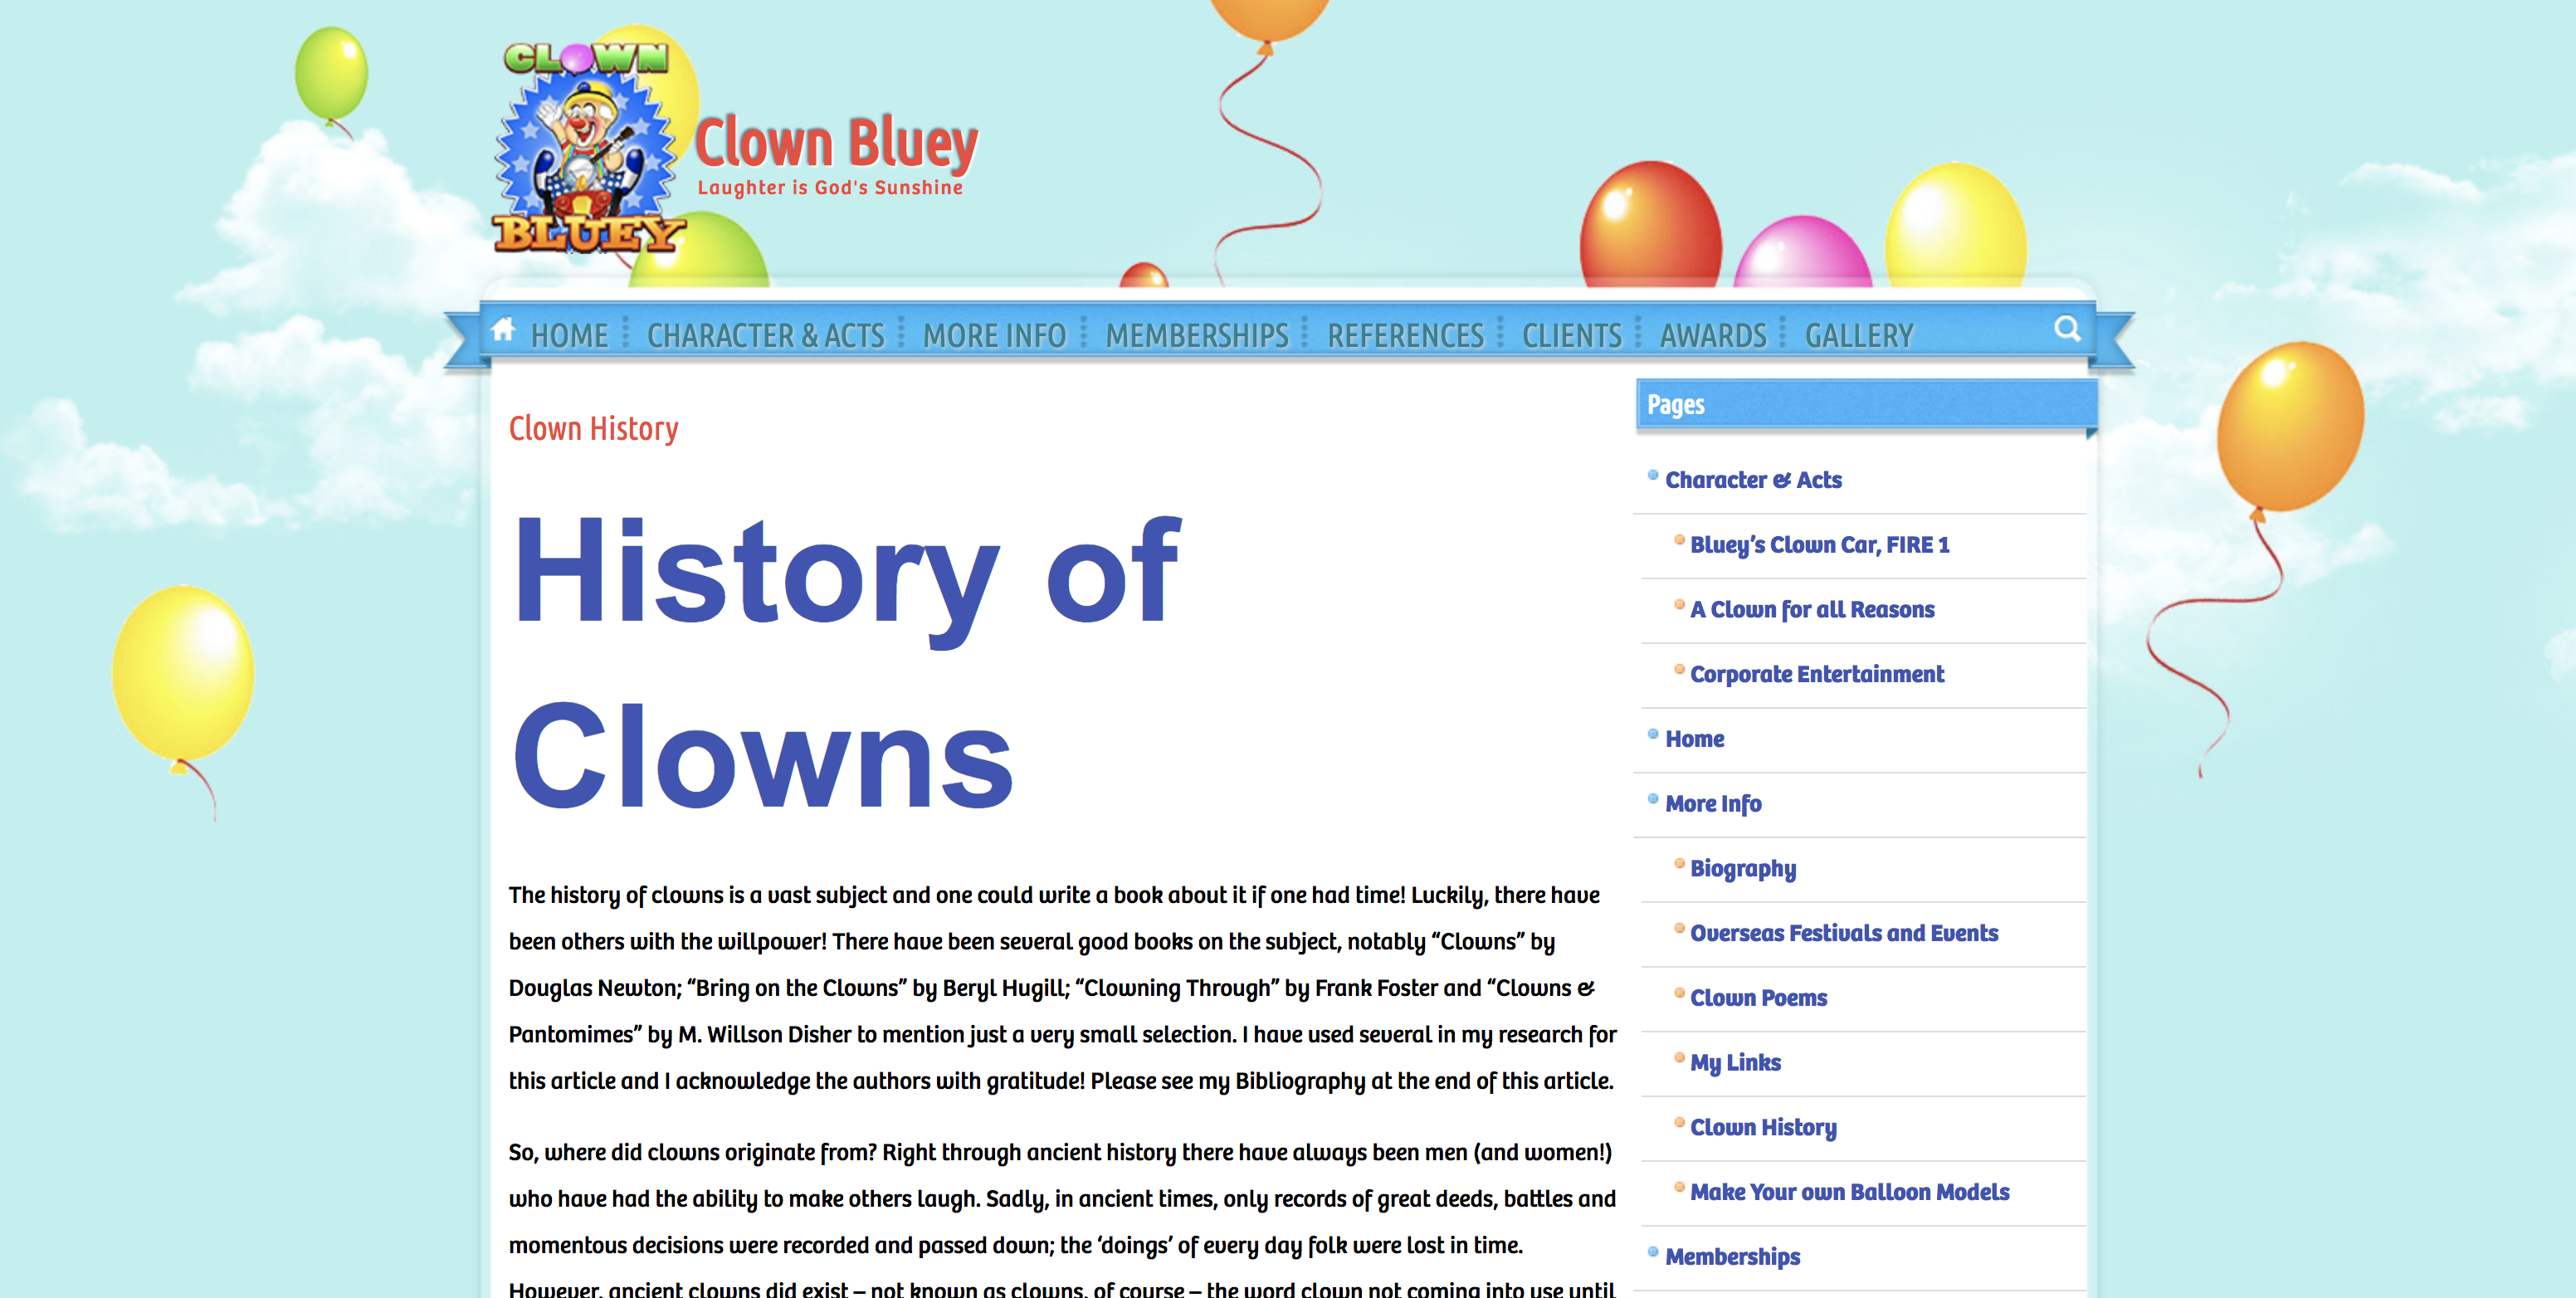 CLOWN
BLUEY
Clown Bluey
Laughter is God's Sunshine
HOME CHARACTER & ACTS MORE INFO MEMBERSHIPS REFERENCES CLIENTS AWARDS GALLERY
Clown History
History of
Clowns
The history of clowns is a vast subject and one could write a book about it if one had time! Luckily, there have
been others with the willpower! There have been several good books on the subject, notably “Clowns” by
Douglas Newton; “Bring on the Clowns” by Beryl Hugill; “Clowning Through” by Frank Foster and “Clowns &
Pantomimes” by M. Willson Disher to mention just a very small selection. I have used several in my research for
this article and I acknowledge the authors with gratitude! Please see my Bibliography at the end of this article.
So, where did clowns originate from? Right through ancient history there have always been men (and women!)
who have had the ability to make others laugh. Sadly, in ancient times, only records of great deeds, battles and
momentous decisions were recorded and passed down; the ‘doings’ of every day folk were lost in time.
However, ancient clowns did exist – not known as clowns, of course – the word clown not coming into use until
Pages
Character & Acts
Bluey’s Clown Car, FIRE 1
A Clown for all Reasons
Corporate Entertainment
Home
More Info
Biography
Overseas Festivals and Events
Clown Poems
My Links
Clown History
Make Your own Balloon Models
Memberships